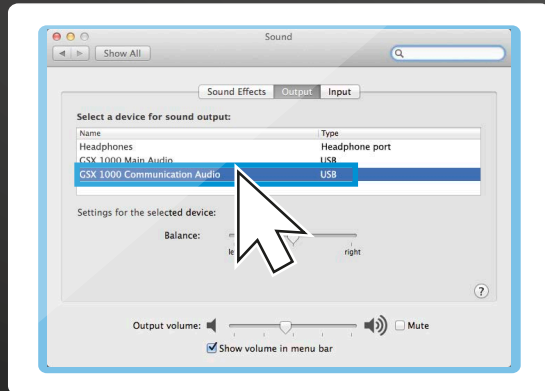 Sound
Show All
Sound Effects Output Input
Select a device for sound output:
Name Type
Headphones Headphone port
GSX 1000 Main Audio USB
GSX 1000 Communication Audio USB
Settings for the selected device:
Balance:
right
?
Output volume: Mute
Show volume in menu bar